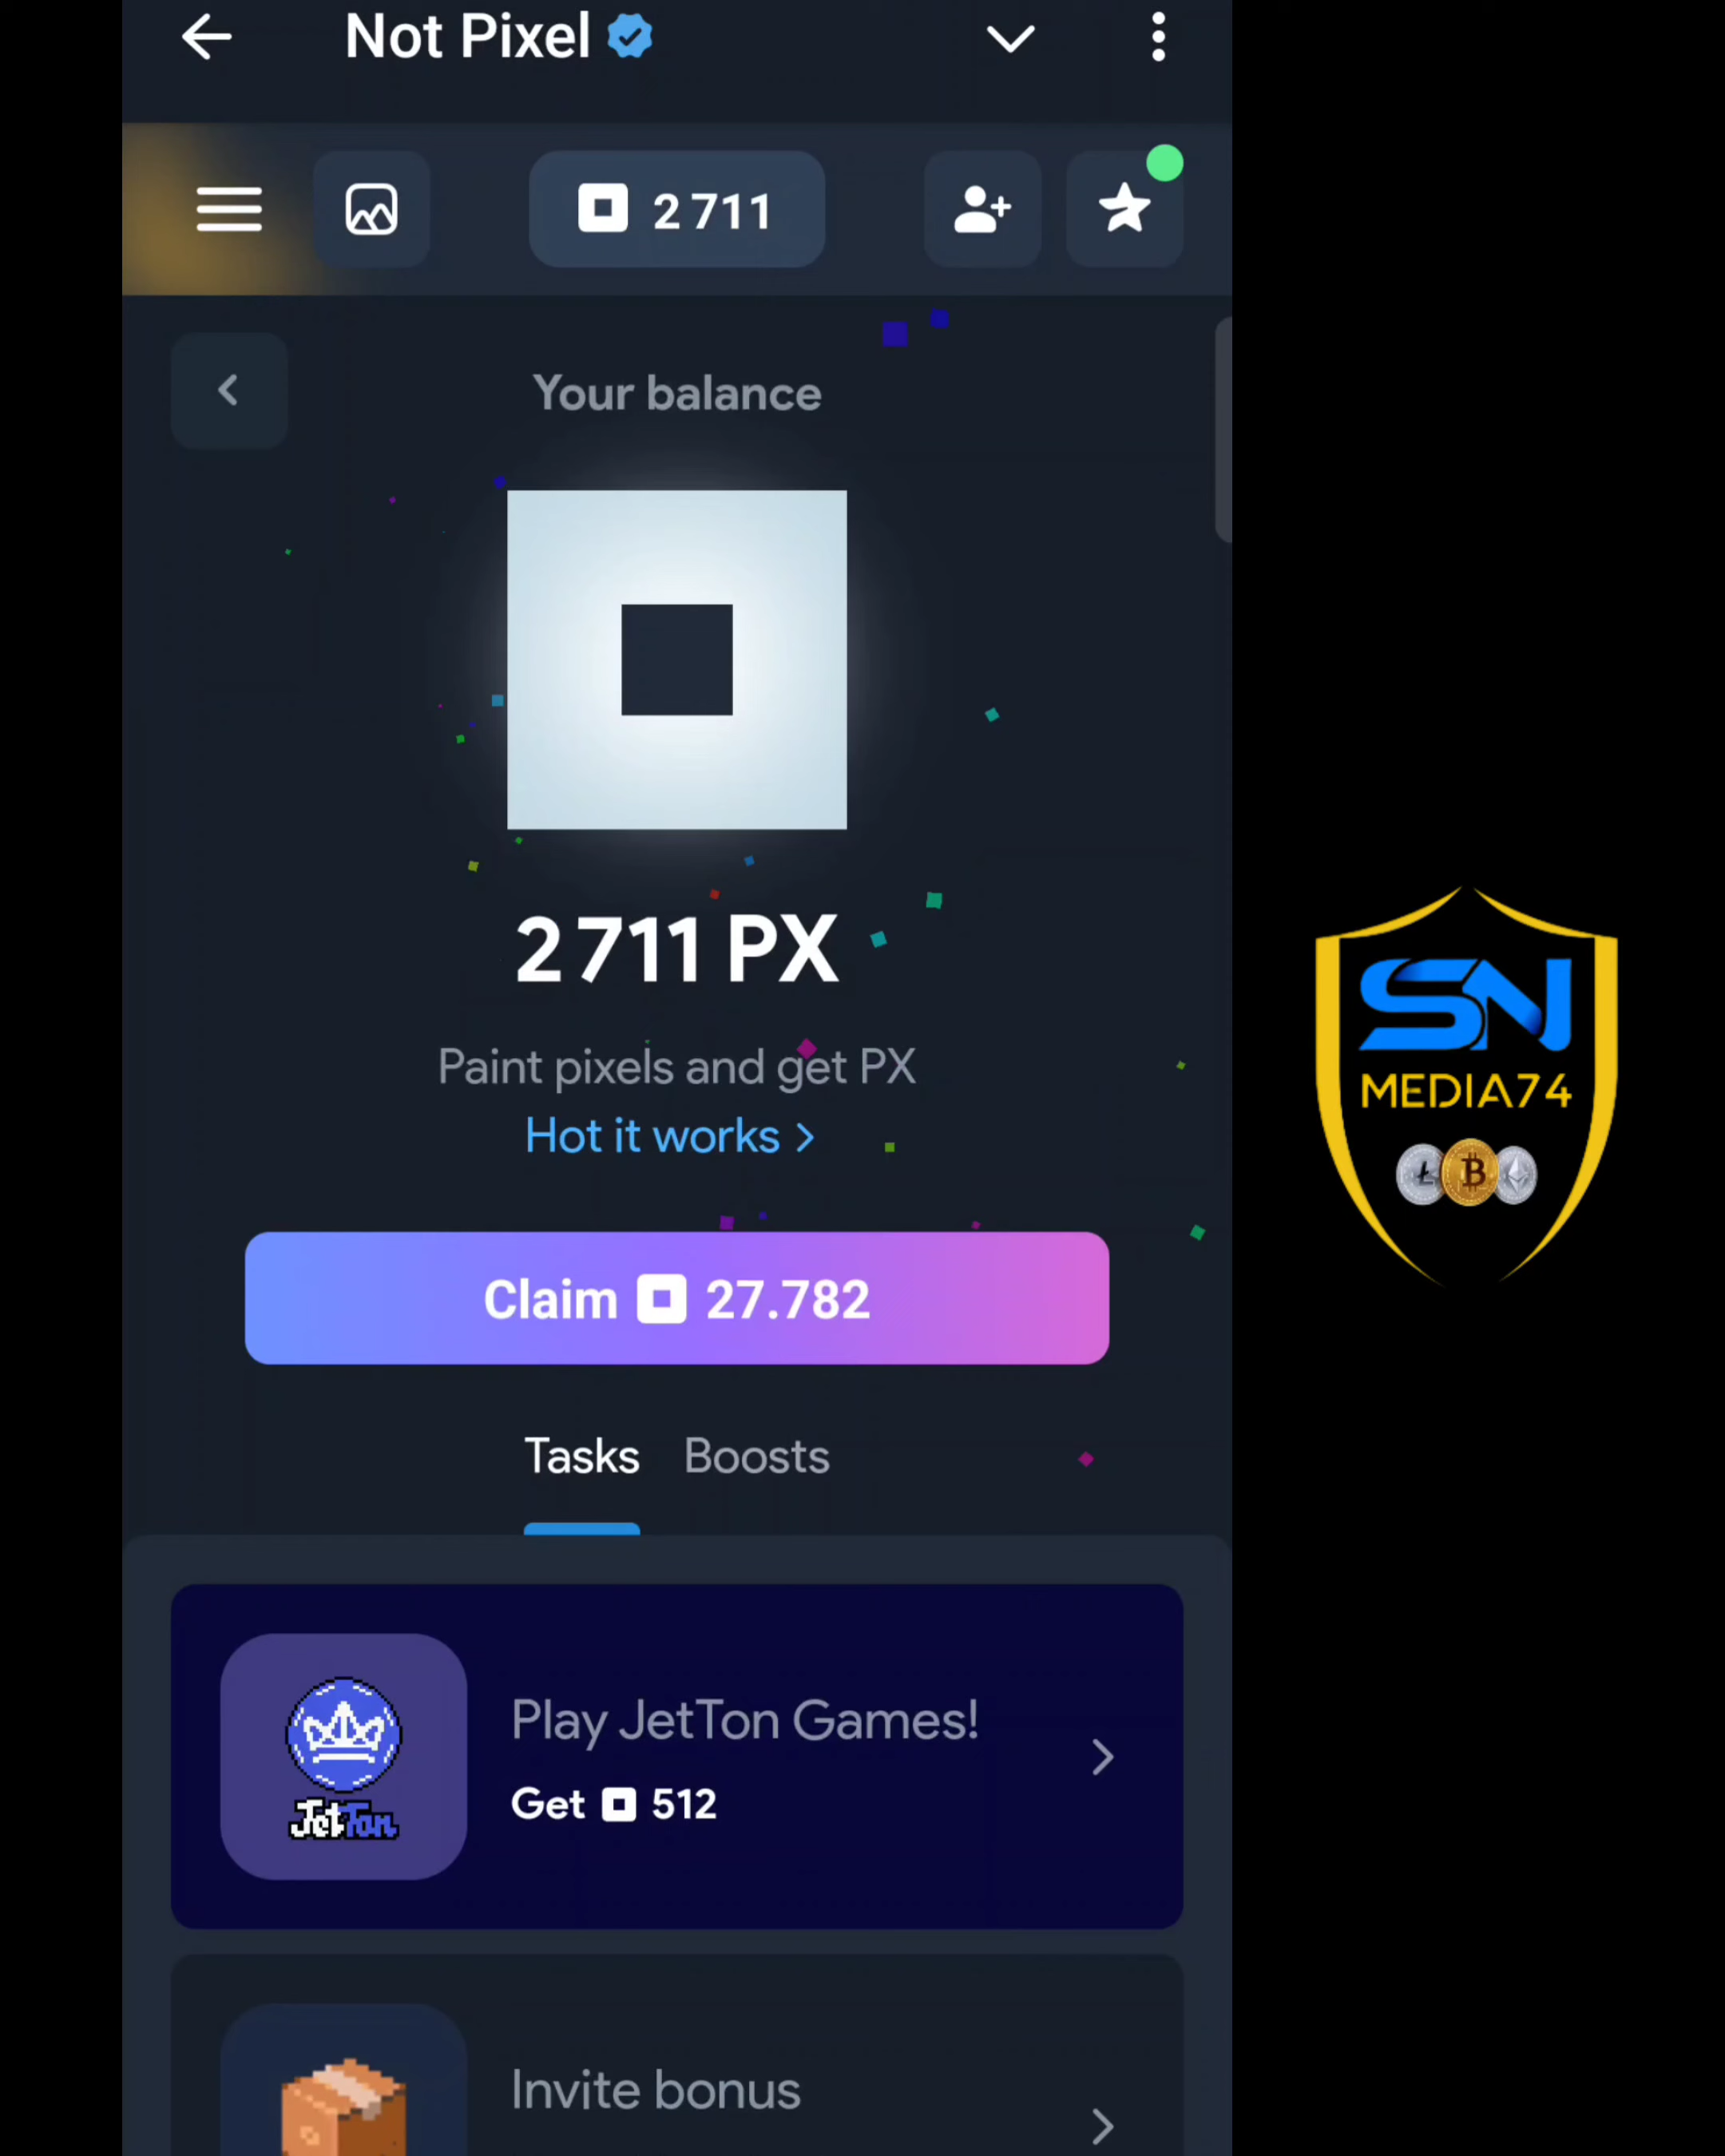 Not Pixel
2 711
Your balance
2 711 PX
Paint pixels and get PX
Hot it works >
Claim 27.782
Tasks Boosts
Play JetTon Games!
Get 512
JetTon
Invite bonus
SN
MEDIA74